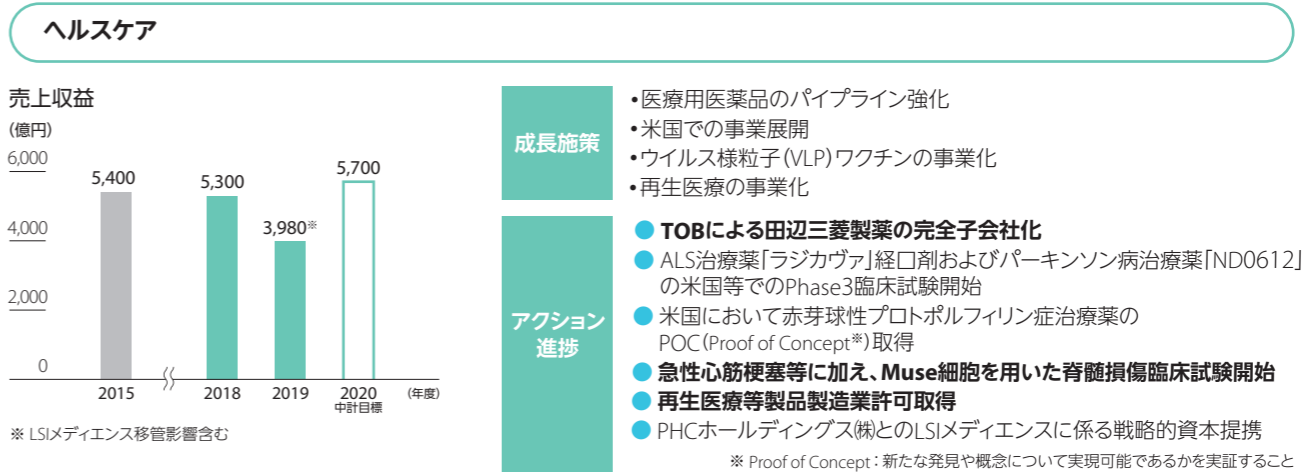 ヘルスケア
売上収益
(億円)
6,000
4,000
2,000
0
5,400
5,300
3,980※
5,700
2015
2018
2019
2020
中計目標
(年度)
※ LSIメディエンス移管影響含む
成長施策
•医療用医薬品のパイプライン強化
•米国での事業展開
•ウイルス様粒子(VLP)ワクチンの事業化
•再生医療の事業化
アクション
進捗
● TOBによる田辺三菱製薬の完全子会社化
● ALS治療薬「ラジカヴァ」経口剤およびパーキンソン病治療薬「ND0612」
の米国等でのPhase3臨床試験開始
● 米国において赤芽球性プロトポルフィリン症治療薬の
POC(Proof of Concept※)取得
● 急性心筋梗塞等に加え、Muse細胞を用いた脊髄損傷臨床試験開始
● 再生医療等製品製造業許可取得
● PHCホールディングス㈱とのLSIメディエンスに係る戦略的資本提携
※ Proof of Concept：新たな発見や概念について実現可能であるかを実証すること